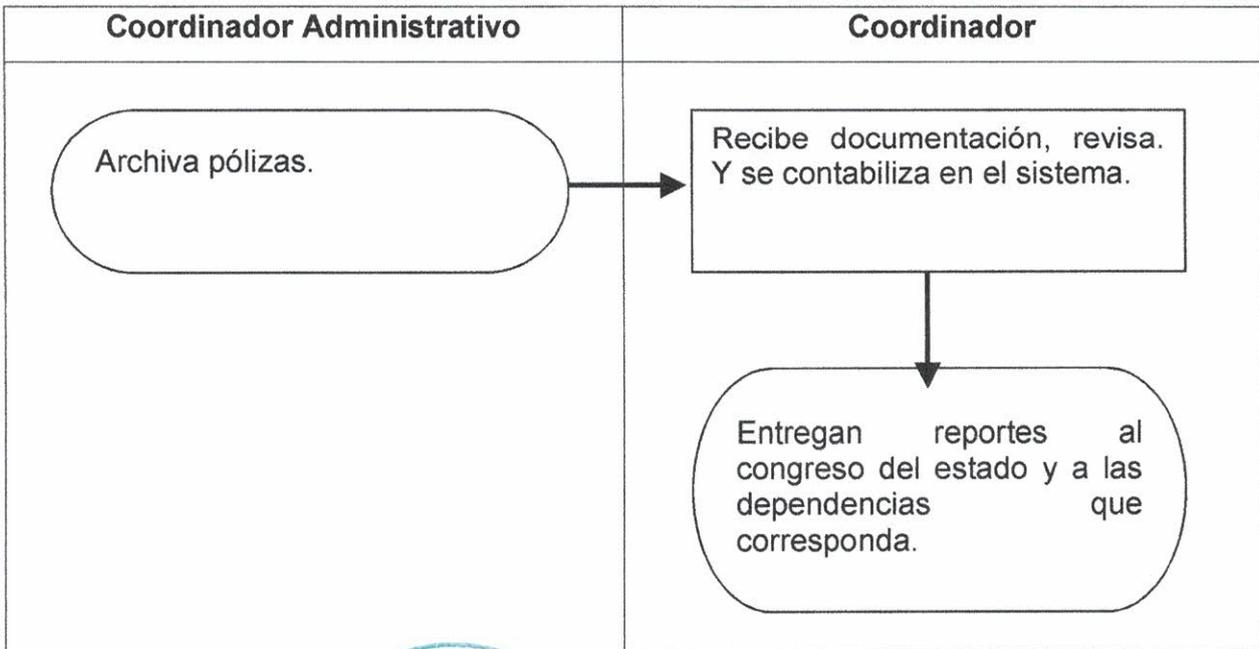 Coordinador Administrativo
Coordinador
Archiva pólizas.
Recibe documentación, revisa.
Y se contabiliza en el sistema.
Entregan reportes al
congreso del estado y a las
dependencias que
corresponda.